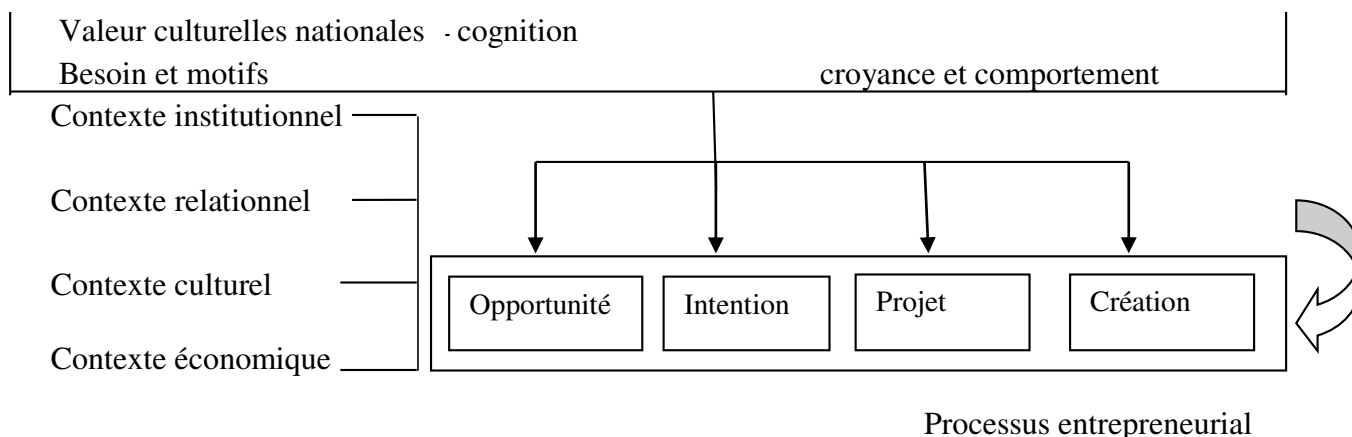 Valeur culturelles nationales - cognition
Besoin et motifs croyance et comportement
Contexte institutionnel
Contexte relationnel
Contexte culturel
Opportunité Intention Projet Création
Contexte économique
Processus entrepreneurial